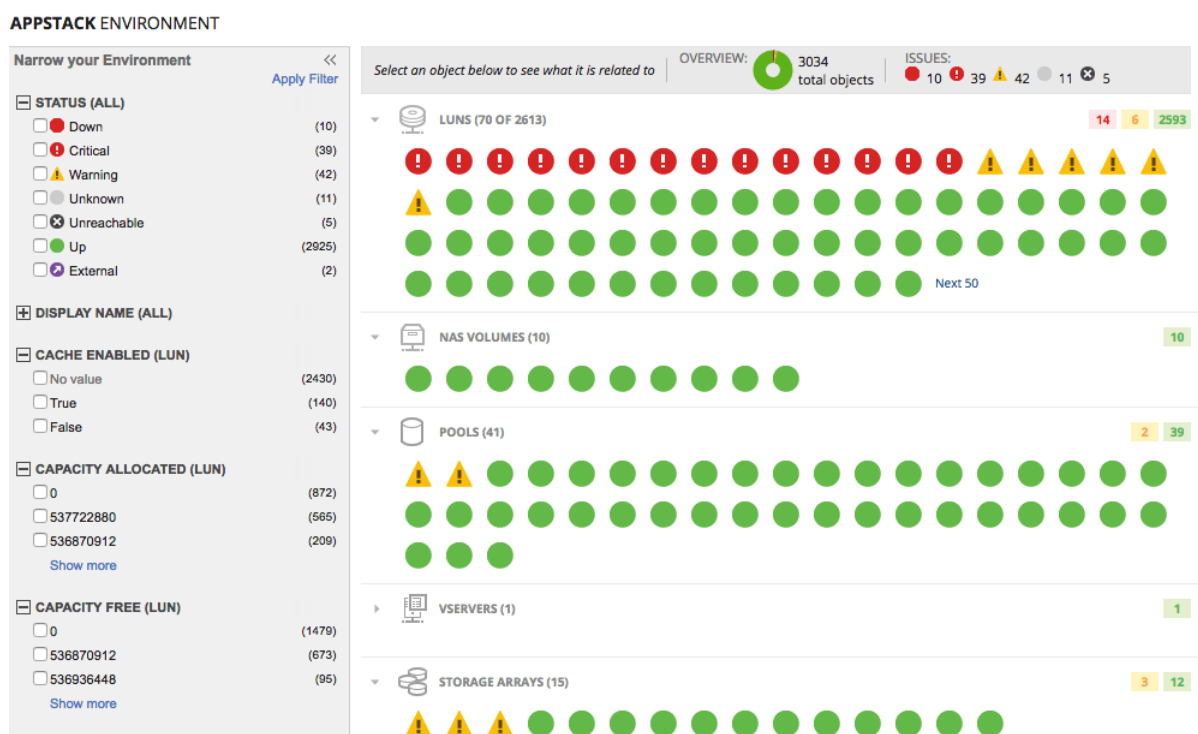 APPSTACK ENVIRONMENT
Narrow your Environment
Apply Filter
STATUS (ALL)
Down (10)
Critical (39)
Warning (42)
Unknown (11)
Unreachable (5)
Up (2925)
External (2)
DISPLAY NAME (ALL)
CACHE ENABLED (LUN)
No value (2430)
True (140)
False (43)
CAPACITY ALLOCATED (LUN)
0 (872)
537722880 (565)
536870912 (209)
Show more
CAPACITY FREE (LUN)
0 (1479)
536870912 (673)
536936448 (95)
Show more
Select an object below to see what it is related to
OVERVIEW:
3034
total objects
ISSUES:
10 39 42 11 5
LUNS (70 OF 2613) 14 6 2593
Next 50
NAS VOLUMES (10) 10
POOLS (41) 2 39
VSERVERS (1) 1
STORAGE ARRAYS (15) 3 12